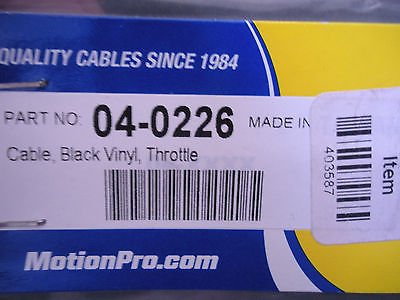 QUALITY CABLES SINCE 1984
PART NO: 04-0226 MADE IN
Cable, Black Vinyl, Throttle
MotionPro.com
Item
403587